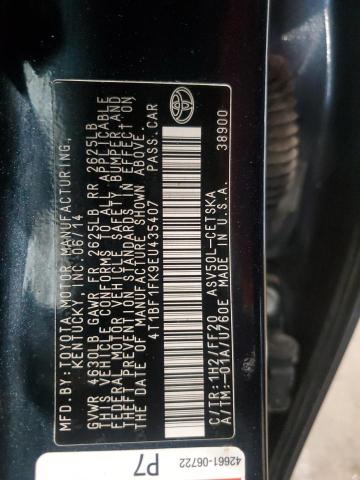 MFD. BY: TOYOTA MOTOR MANUFACTURING,
KENTUCKY, INC. 06/14
GVWR 4630LB GAWR FR 2625LB RR 2625LB
THIS VEHICLE CONFORMS TO ALL APPLICABLE
FEDERAL MOTOR VEHICLE SAFETY, BUMPER, AND
THEFT PREVENTION STANDARDS IN EFFECT ON
THE DATE OF MANUFACTURE SHOWN ABOVE.
4T1BF1FK9EU435407 PASS.CAR
C/TR:1H2/FF20 ASV50L-CETSKA
A/TM:-01A/U760E MADE IN U.S.A. 38900
42661-06722
P7